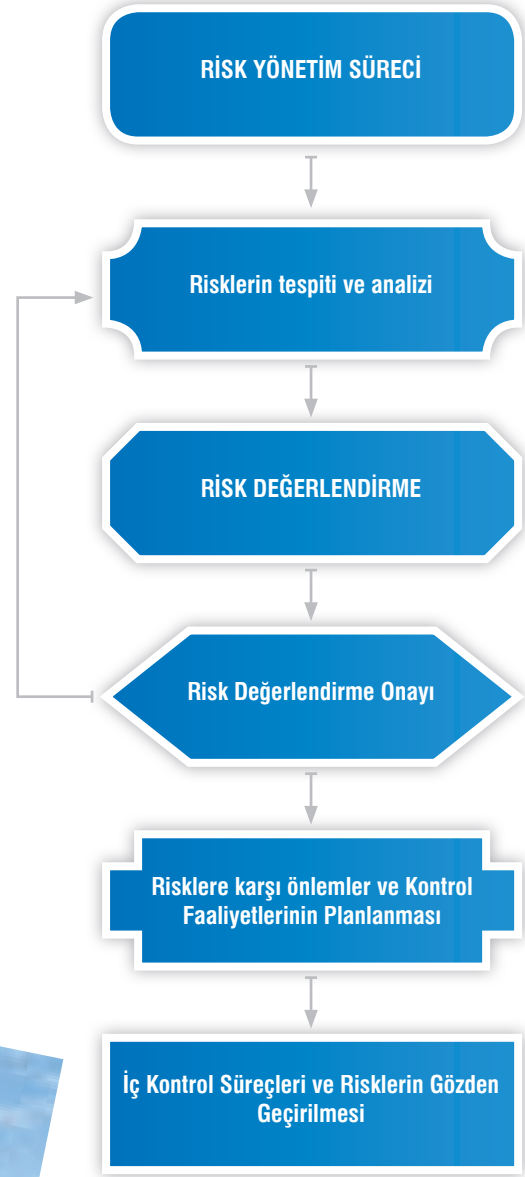 RİSK YÖNETİM SÜRECİ
Risklerin tespiti ve analizi
RİSK DEĞERLENDİRME
Risk Değerlendirme Onayı
Risklere karşı önlemler ve Kontrol
Faaliyetlerinin Planlanması
İç Kontrol Süreçleri ve Risklerin Gözden
Geçirilmesi